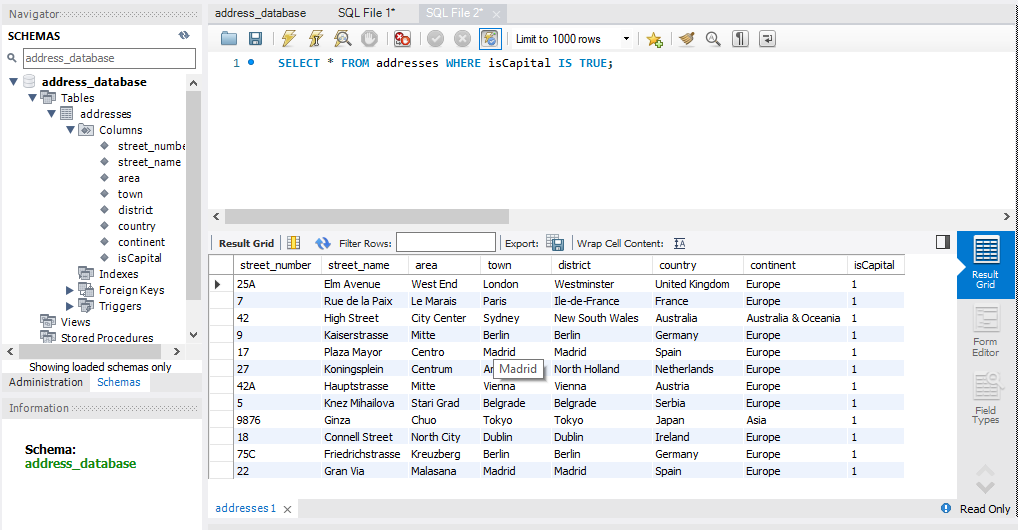 Navigator
SCHEMAS
address_database
address_database
Tables
addresses
Columns
street_numbe
street_name
area
town
district
country
continent
isCapital
Indexes
Foreign Keys
Triggers
Views
Stored Procedures
Showing loaded schemas only
Administration Schemas
Information
Schema:
address_database
address_database SQL File 1* SQL File 2*
Limit to 1000 rows
1 SELECT * FROM addresses WHERE isCapital IS TRUE;
Result Grid Filter Rows: Export: Wrap Cell Content: IA
street_number street_name area town district country continent isCapital
25A Elm Avenue West End London Westminster United Kingdom Europe 1
7 Rue de la Paix Le Marais Paris Ile-de-France France Europe 1
42 High Street City Center Sydney New South Wales Australia Australia & Oceania 1
9 Kaiserstrasse Mitte Berlin Berlin Germany Europe 1
17 Plaza Mayor Centro Madrid Madrid Spain Europe 1
27 Koningsplein Centrum North Holland Netherlands Europe 1
Madrid
42A Hauptstrasse Mitte Vienna Vienna Austria Europe 1
5 Knez Mihailova Stari Grad Belgrade Belgrade Serbia Europe 1
9876 Ginza Chuo Tokyo Tokyo Japan Asia 1
18 Connell Street North City Dublin Dublin Ireland Europe 1
75C Friedrichstrasse Kreuzberg Berlin Berlin Germany Europe 1
22 Gran Via Malasana Madrid Madrid Spain Europe 1
Result
Grid
Form
Editor
Field
Types
addresses 1
Read Only